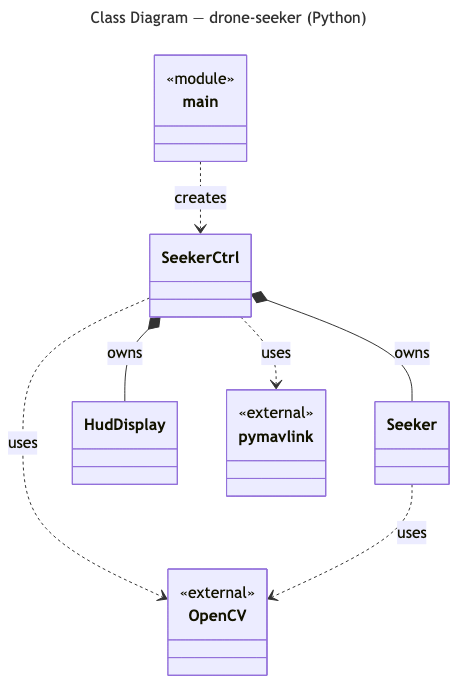 Class Diagram — drone-seeker (Python)
«module»
main
creates
SeekerCtrl
owns
uses
owns
HudDisplay
«external»
pymavlink
Seeker
uses
uses
«external»
OpenCV